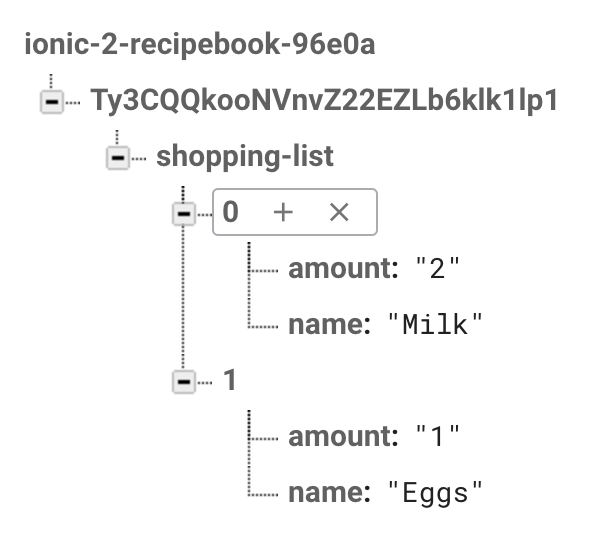 ionic-2-recipebook-96e0a
Ty3CQQkooNVnvZ22EZLb6klk1lp1
shopping-list
0 + ×
amount: "2"
name: "Milk"
1
amount: "1"
name: "Eggs"